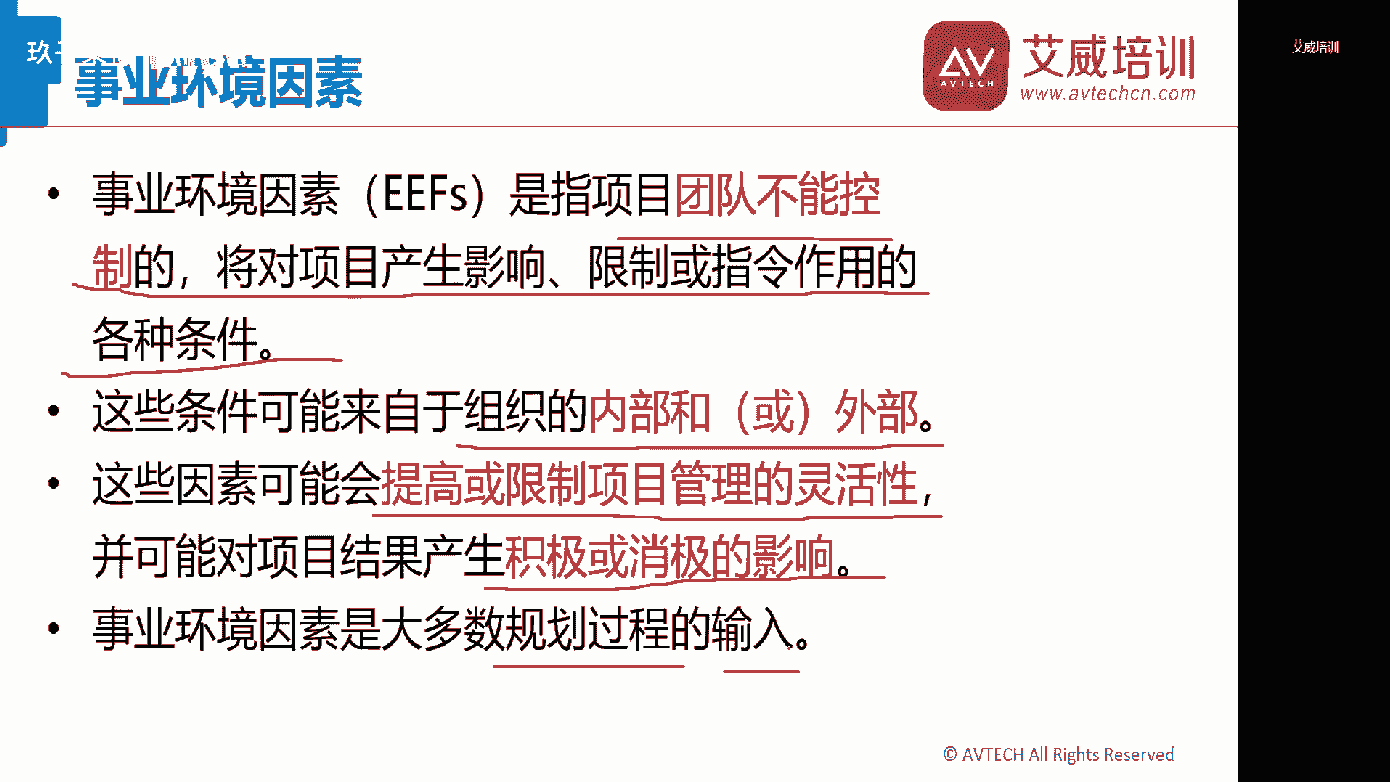 事业环境因素
AV
AVTECH
艾威培训
www.avtechcn.com
艾威培训
• 事业环境因素（EEFs）是指项目团队不能控
制的，将对项目产生影响、限制或指令作用的
各种条件。
• 这些条件可能来自于组织的内部和（或）外部。
• 这些因素可能会提高或限制项目管理的灵活性，
并可能对项目结果产生积极或消极的影响。
• 事业环境因素是大多数规划过程的输入。
© AVTECH All Rights Reserved